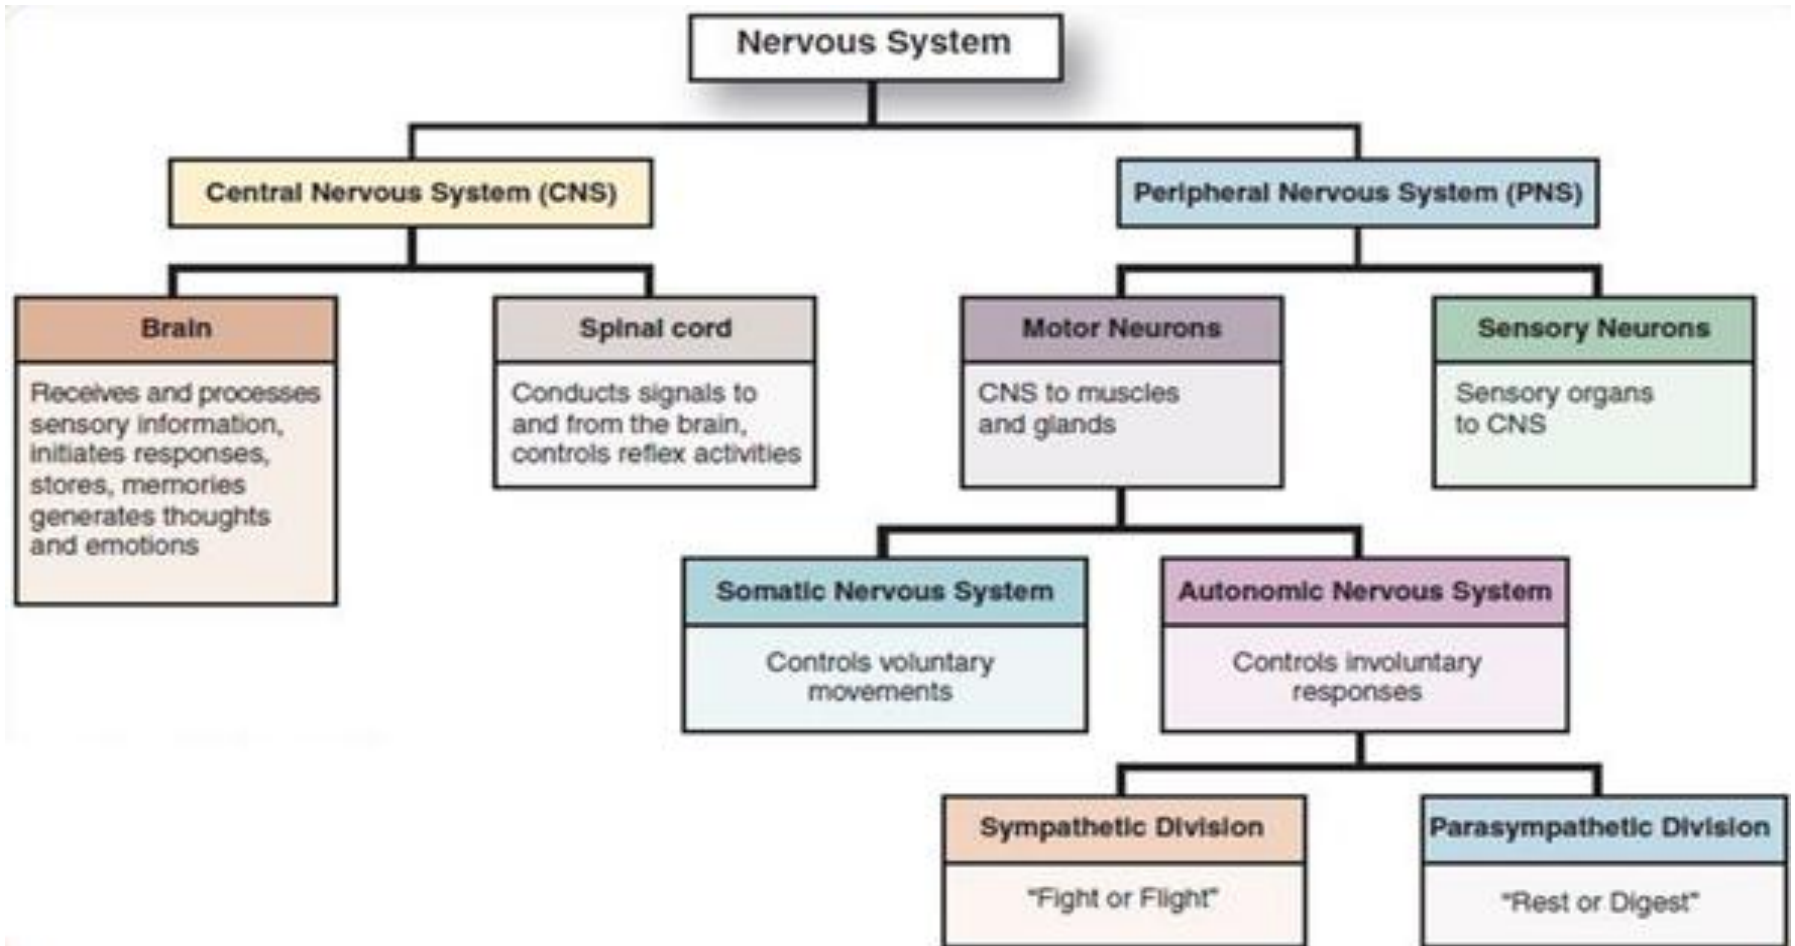 Nervous System
Central Nervous System (CNS)
Peripheral Nervous System (PNS)
Brain
Receives and processes
sensory information,
initiates responses,
stores, memories
generates thoughts
and emotions
Spinal cord
Conducts signals to
and from the brain,
controls reflex activities
Motor Neurons
CNS to muscles
and glands
Sensory Neurons
Sensory organs
to CNS
Somatic Nervous System
Controls voluntary
movements
Autonomic Nervous System
Controls involuntary
responses
Sympathetic Division
"Fight or Flight"
Parasympathetic Division
"Rest or Digest"